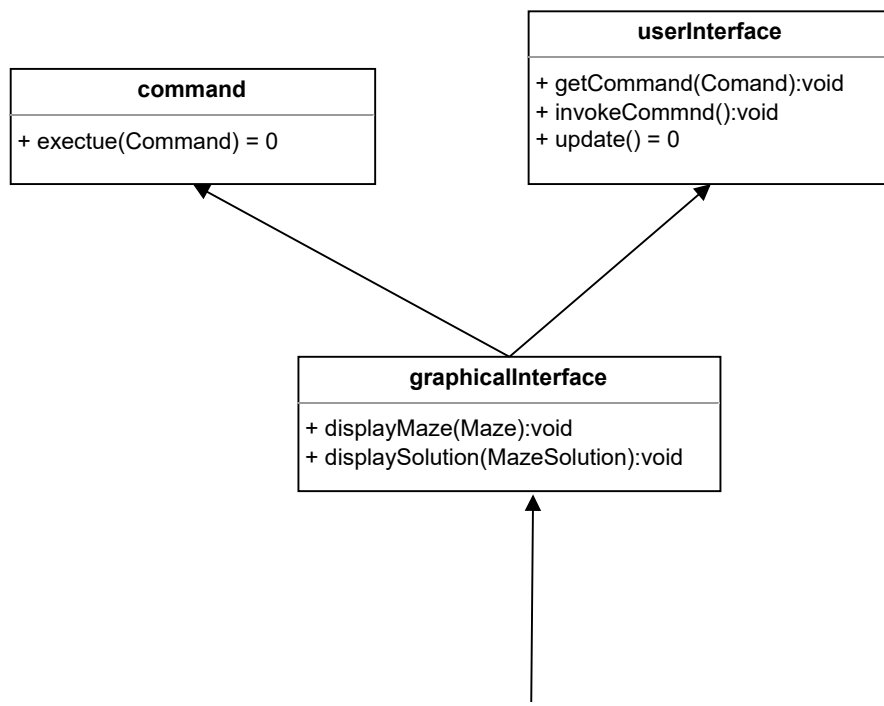 userInterface
+ getCommand(Comand):void
+ invokeCommnd():void
+ update() = 0
command
+ exectue(Command) = 0
graphicalInterface
+ displayMaze(Maze):void
+ displaySolution(MazeSolution):void